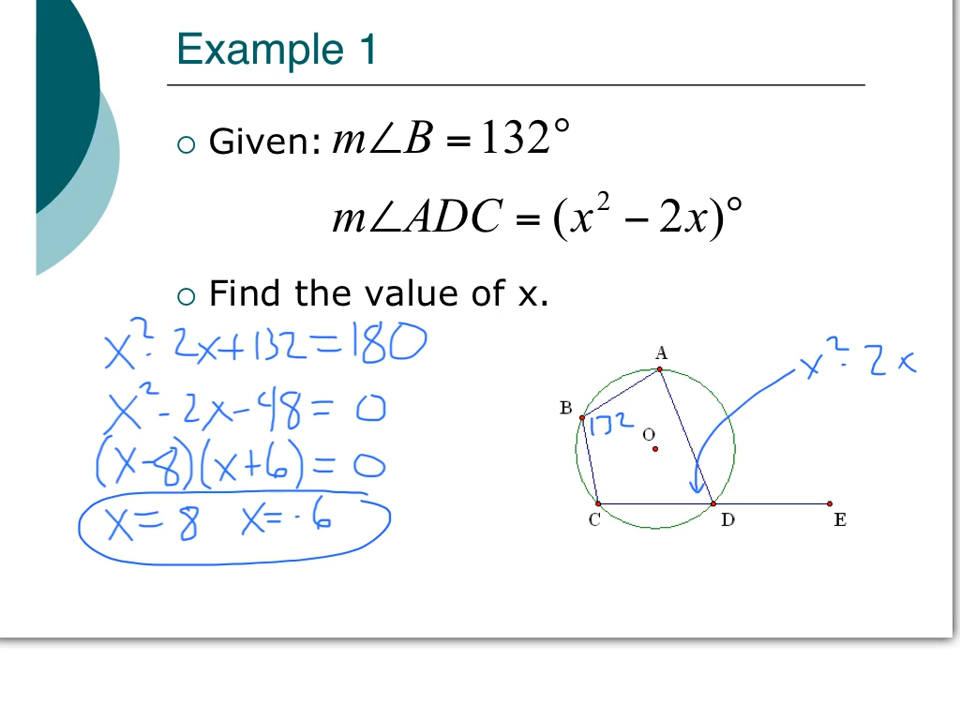 Example 1
Given: m∠B = 132°
m∠ADC = (x² − 2x)°
Find the value of x.
x² - 2x + 132 = 180
x² - 2x - 48 = 0
(x - 8)(x + 6) = 0
x = 8 x = -6
A
x² - 2x
B
132
O
C
D
E